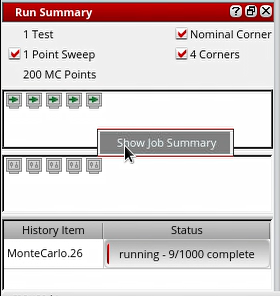 Run Summary
1 Test
Nominal Corner
1 Point Sweep
4 Corners
200 MC Points
Show Job Summary
History Item
Status
MonteCarlo.26
running - 9/1000 complete